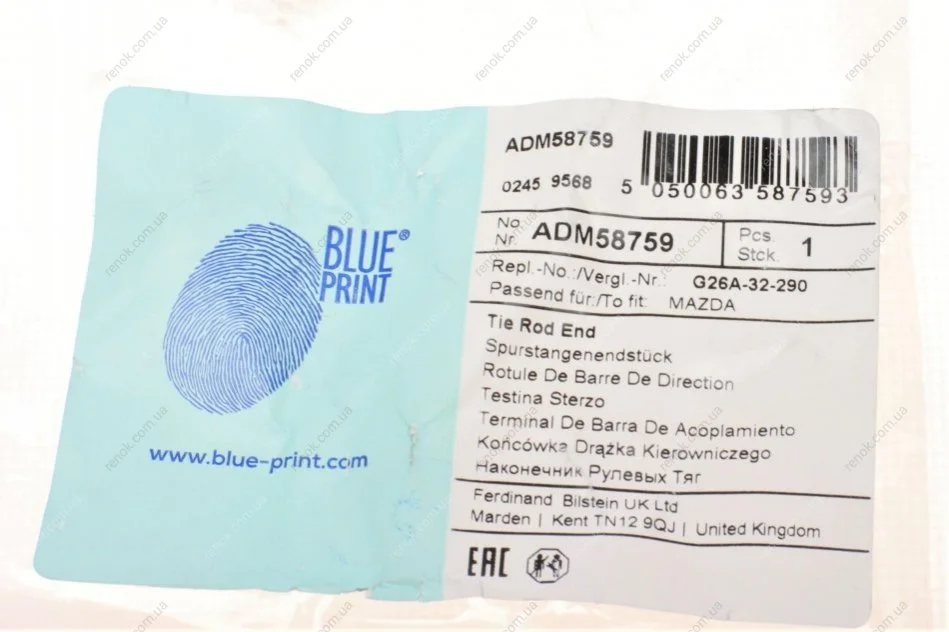 BLUE®
PRINT
www.blue-print.com
ADM58759
0245 9568
5 050063 587593
No.
Nr. ADM58759
Pcs.
Stck. 1
Repl.-No.:/Vergl.-Nr.: G26A-32-290
Passend für:/To fit: MAZDA
Tie Rod End
Spurstangenendstück
Rotule De Barre De Direction
Testina Sterzo
Terminal De Barra De Acoplamiento
Końcówka Drążka Kierowniczego
Наконечник Рулевых Тяг
Ferdinand Bilstein UK Ltd
Marden | Kent TN12 9QJ | United Kingdom
EAC
renok.com.ua